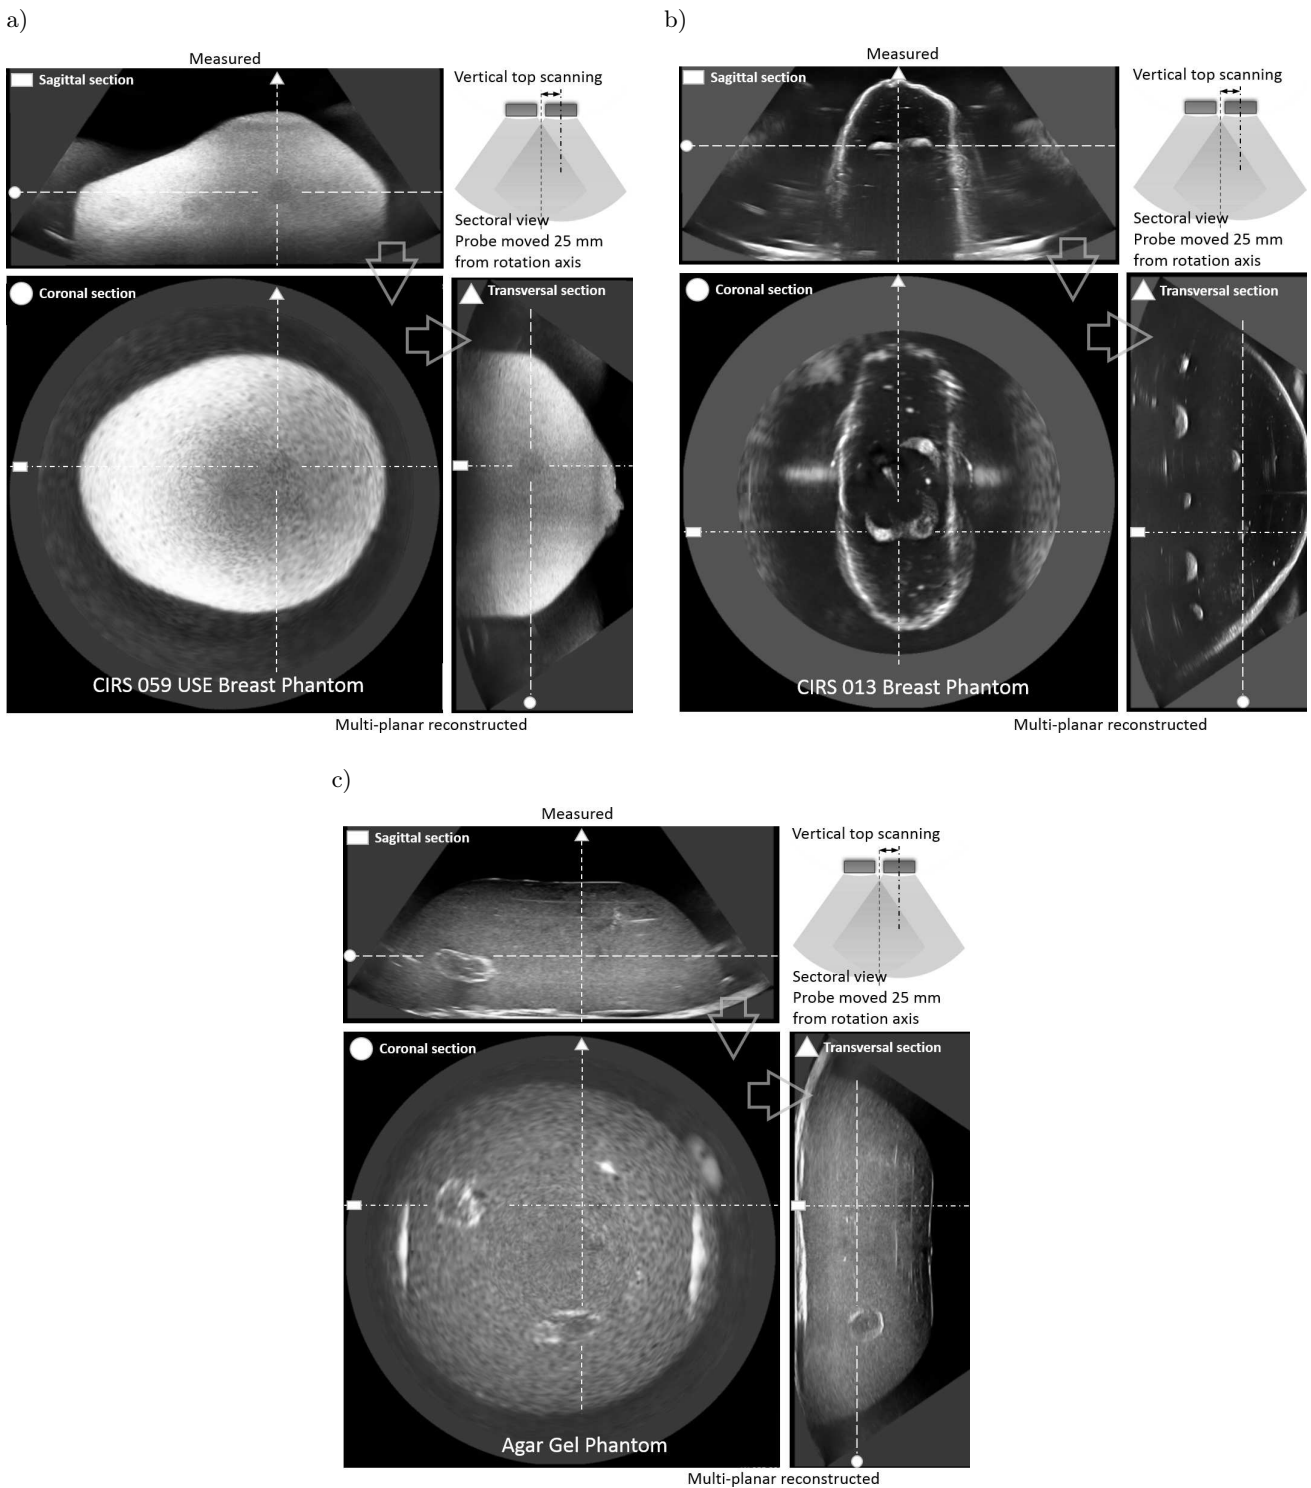 a)
Measured
Sagittal section
Vertical top scanning
Sectoral view
Probe moved 25 mm
from rotation axis
Coronal section
Transversal section
CIRS 059 USE Breast Phantom
Multi-planar reconstructed
b)
Measured
Sagittal section
Vertical top scanning
Sectoral view
Probe moved 25 mm
from rotation axis
Coronal section
Transversal section
CIRS 013 Breast Phantom
Multi-planar reconstructed
c)
Measured
Sagittal section
Vertical top scanning
Sectoral view
Probe moved 25 mm
from rotation axis
Coronal section
Transversal section
Agar Gel Phantom
Multi-planar reconstructed